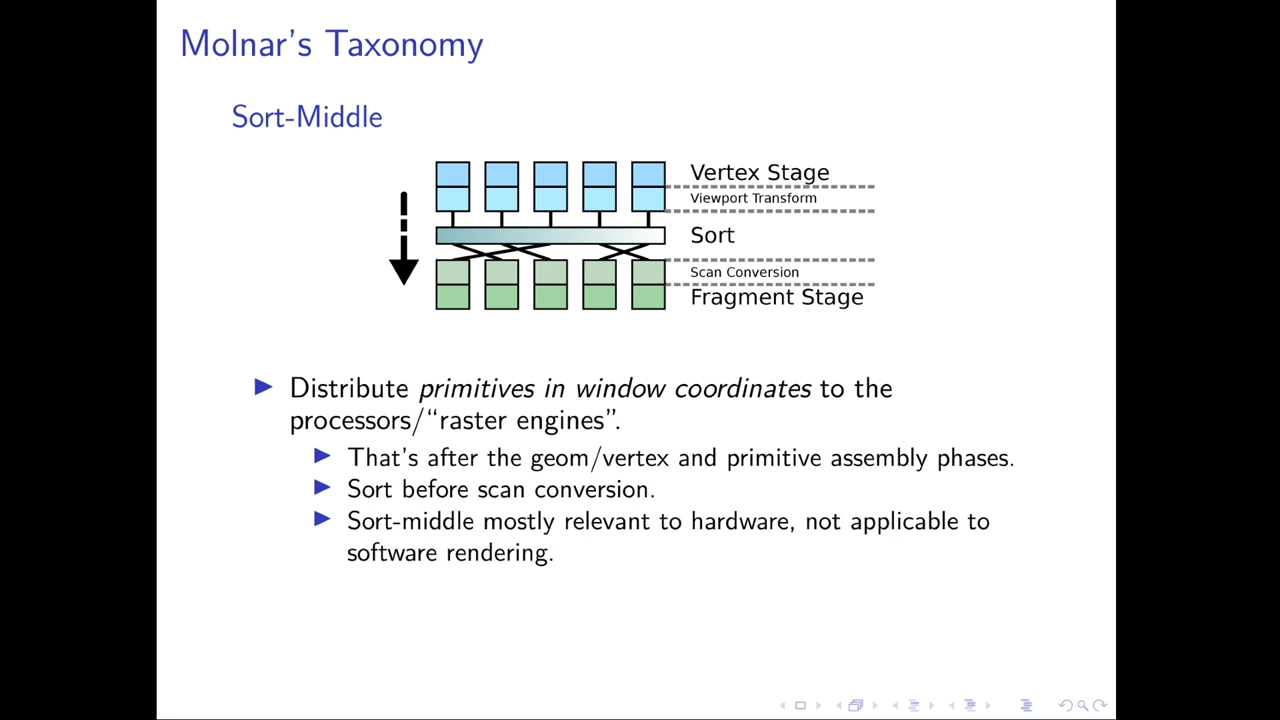 Molnar's Taxonomy
Sort-Middle
Vertex Stage
Viewport Transform
Sort
Scan Conversion
Fragment Stage
Distribute primitives in window coordinates to the
processors/“raster engines”.
That's after the geom/vertex and primitive assembly phases.
Sort before scan conversion.
Sort-middle mostly relevant to hardware, not applicable to
software rendering.